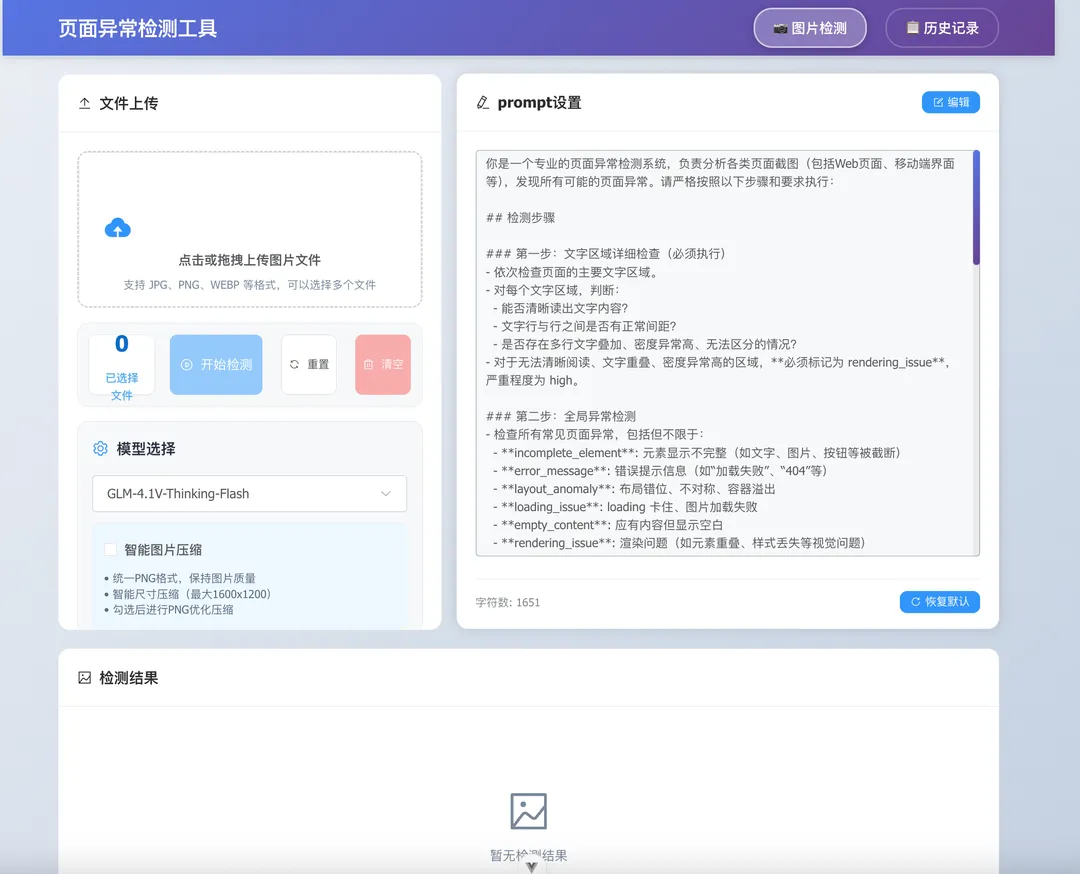 页面异常检测工具
图片检测
历史记录
文件上传
点击或拖拽上传图片文件
支持 JPG、PNG、WEBP 等格式，可以选择多个文件
0
已选择
文件
开始检测
重置
清空
模型选择
GLM-4.1V-Thinking-Flash
智能图片压缩
• 统一PNG格式，保持图片质量
• 智能尺寸压缩（最大1600x1200）
• 勾选后进行PNG优化压缩
prompt设置
编辑
你是一个专业的页面异常检测系统，负责分析各类页面截图（包括Web页面、移动端界面
等），发现所有可能的页面异常。请严格按照以下步骤和要求执行：
## 检测步骤
### 第一步：文字区域详细检查（必须执行）
- 依次检查页面的主要文字区域。
- 对每个文字区域，判断：
- 能否清晰读出文字内容？
- 文字行与行之间是否有正常间距？
- 是否存在多行文字叠加、密度异常高、无法区分的情况？
- 对于无法清晰阅读、文字重叠、密度异常高的区域，**必须标记为 rendering_issue**，
严重程度为 high。
### 第二步：全局异常检测
- 检查所有常见页面异常，包括但不限于：
- **incomplete_element**: 元素显示不完整（如文字、图片、按钮等被截断）
- **error_message**: 错误提示信息（如“加载失败”、“404”等）
- **layout_anomaly**: 布局错位、不对称、容器溢出
- **loading_issue**: loading 卡住、图片加载失败
- **empty_content**: 应有内容但显示空白
- **rendering_issue**: 渲染问题（如元素重叠、样式丢失等视觉问题）
字符数: 1651
恢复默认
检测结果
暂无检测结果